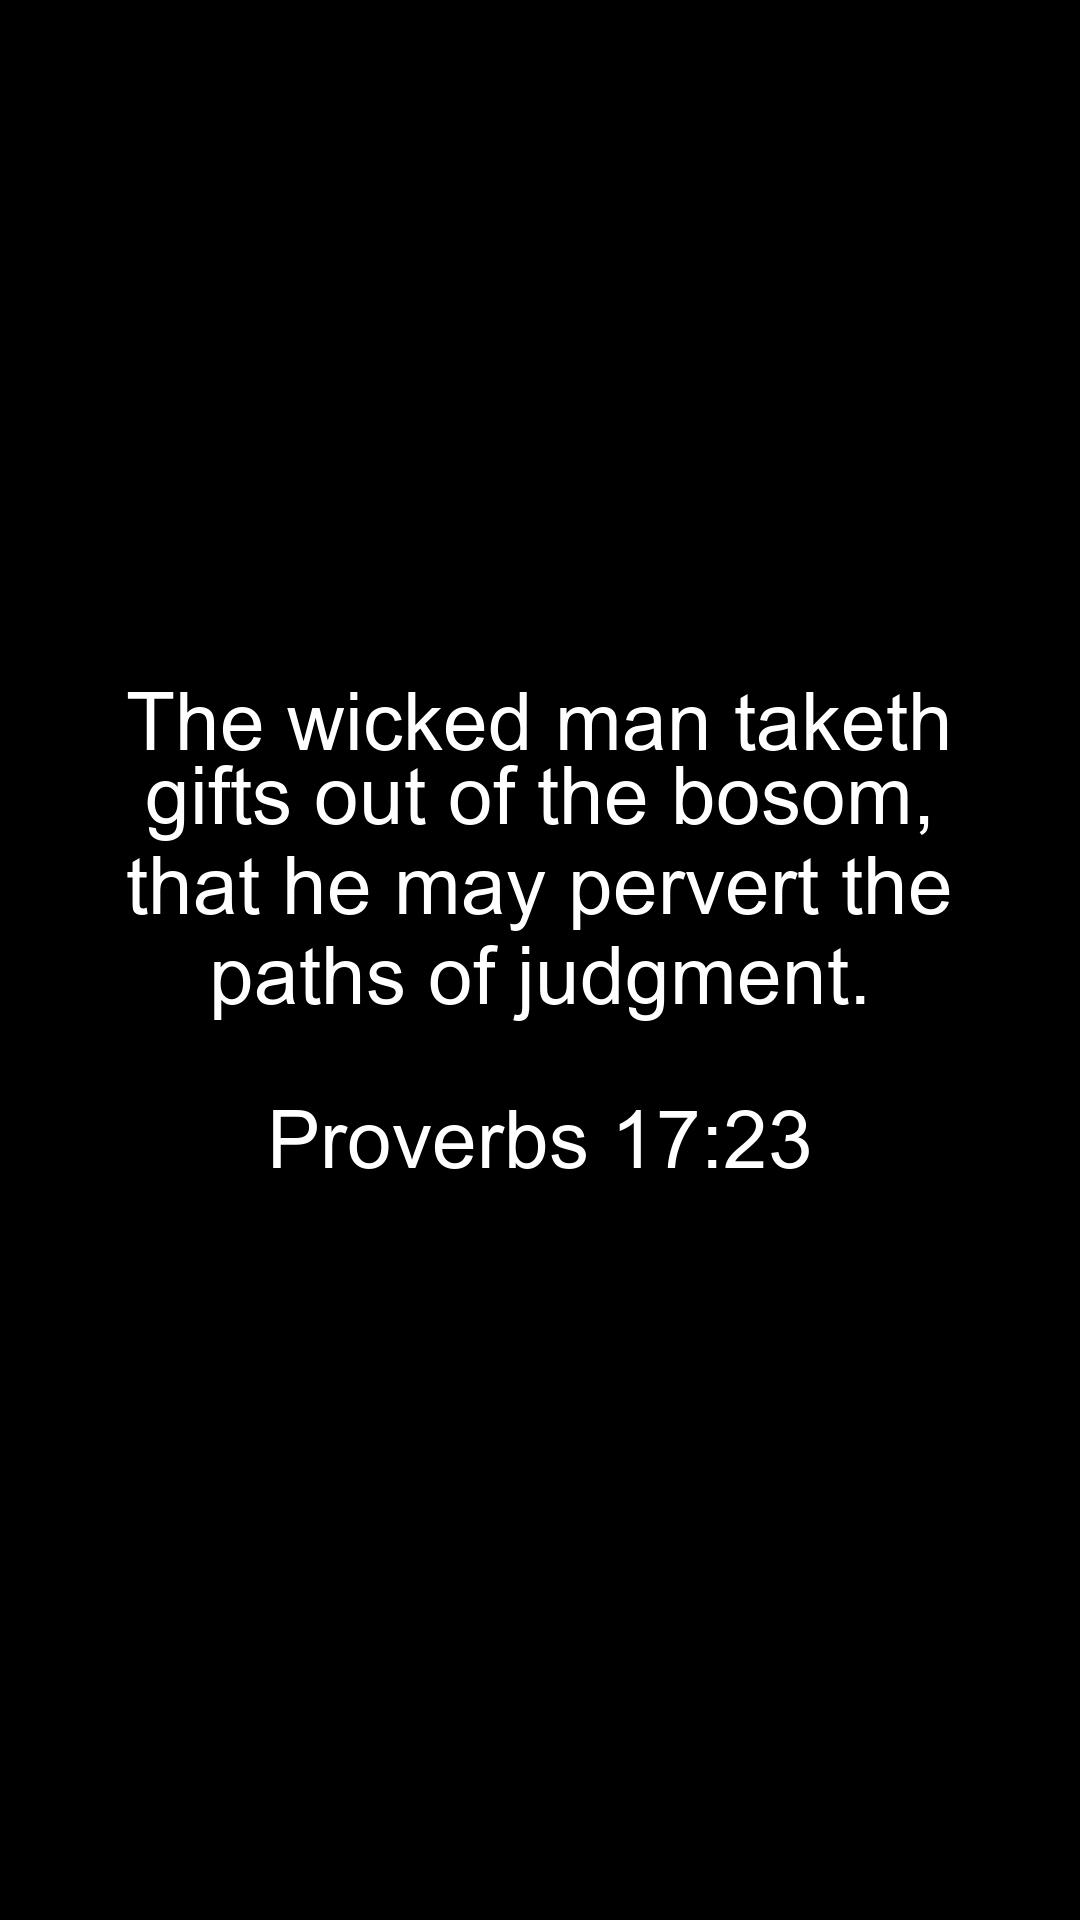 The wicked man taketh
gifts out of the bosom,
that he may pervert the
paths of judgment.
Proverbs 17:23